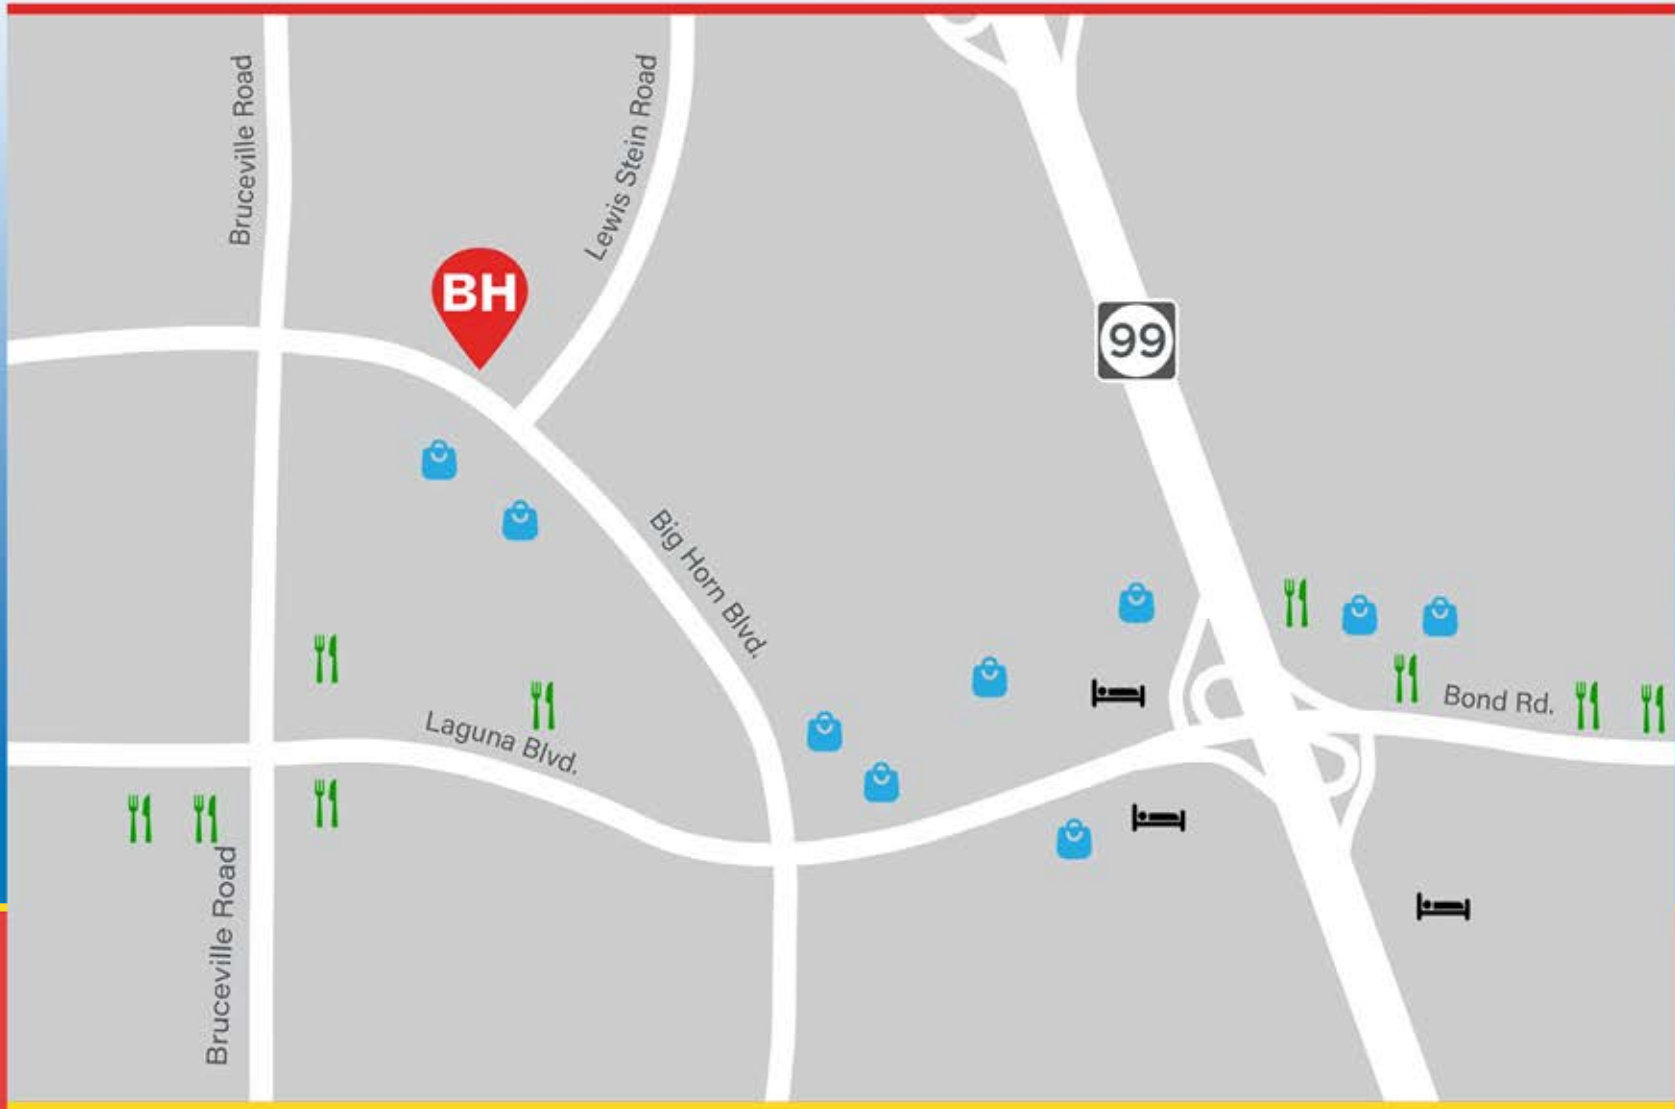 Bruceville Road
Lewis Stein Road
BH
99
Big Horn Blvd.
Bond Rd.
Laguna Blvd.
Bruceville Road